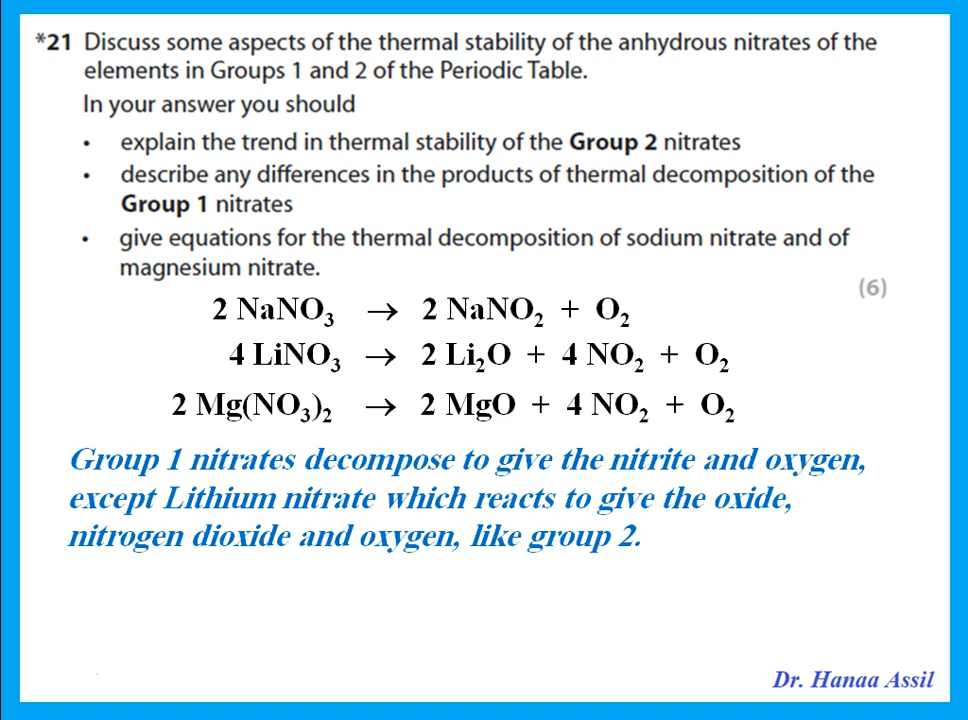 *21 Discuss some aspects of the thermal stability of the anhydrous nitrates of the
elements in Groups 1 and 2 of the Periodic Table.
In your answer you should
• explain the trend in thermal stability of the Group 2 nitrates
• describe any differences in the products of thermal decomposition of the
Group 1 nitrates
• give equations for the thermal decomposition of sodium nitrate and of
magnesium nitrate.
(6)
2 NaNO₃ → 2 NaNO₂ + O₂
4 LiNO₃ → 2 Li₂O + 4 NO₂ + O₂
2 Mg(NO₃)₂ → 2 MgO + 4 NO₂ + O₂
Group 1 nitrates decompose to give the nitrite and oxygen,
except Lithium nitrate which reacts to give the oxide,
nitrogen dioxide and oxygen, like group 2.
Dr. Hanaa Assil